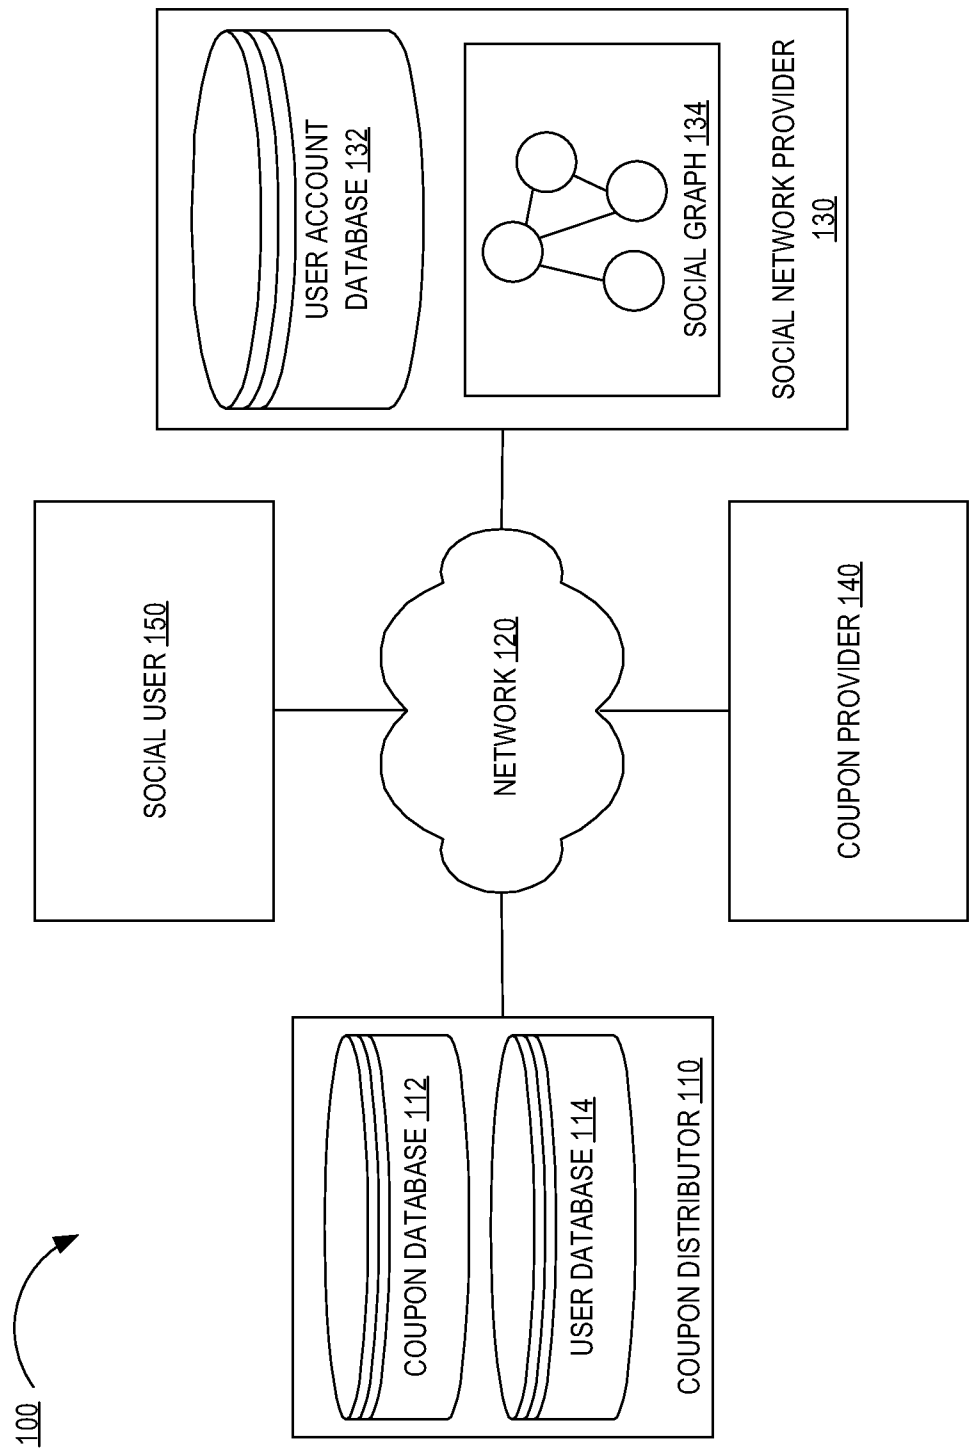 100
SOCIAL USER 150
COUPON DATABASE 112
USER DATABASE 114
COUPON DISTRIBUTOR 110
NETWORK 120
USER ACCOUNT
DATABASE 132
SOCIAL GRAPH 134
SOCIAL NETWORK PROVIDER
130
COUPON PROVIDER 140